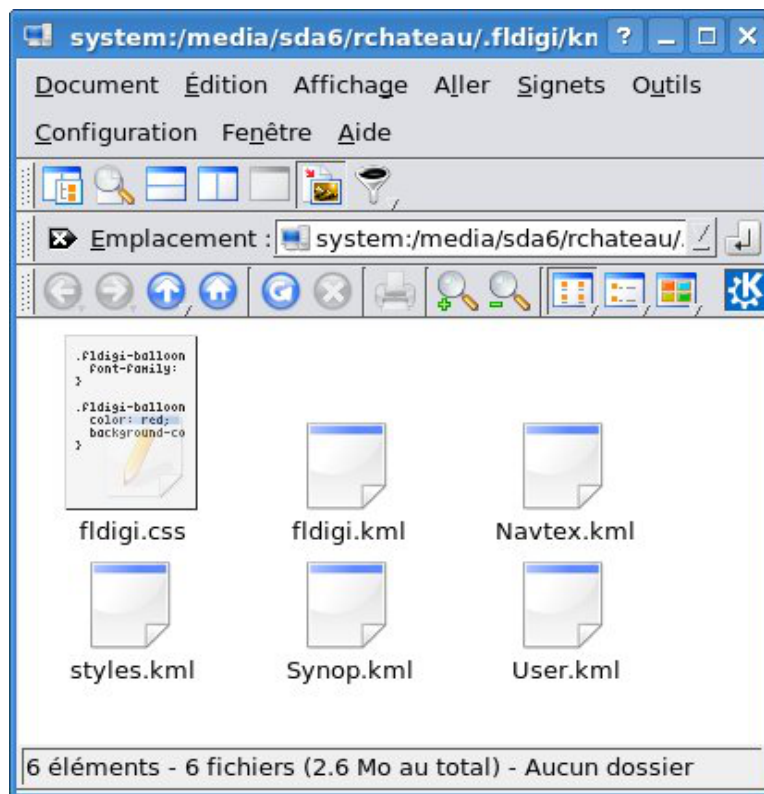 system:/media/sda6/rchateau/.fldigi/kn
Document Édition Affichage Aller Signets Outils
Configuration Fenêtre Aide
Emplacement : system:/media/sda6/rchateau/.
.fldigi-balloon
font-family:
}
.fldigi-balloon
color: red;
background-co
}
fldigi.css fldigi.kml Navtex.kml
styles.kml Synop.kml User.kml
6 éléments - 6 fichiers (2.6 Mo au total) - Aucun dossier